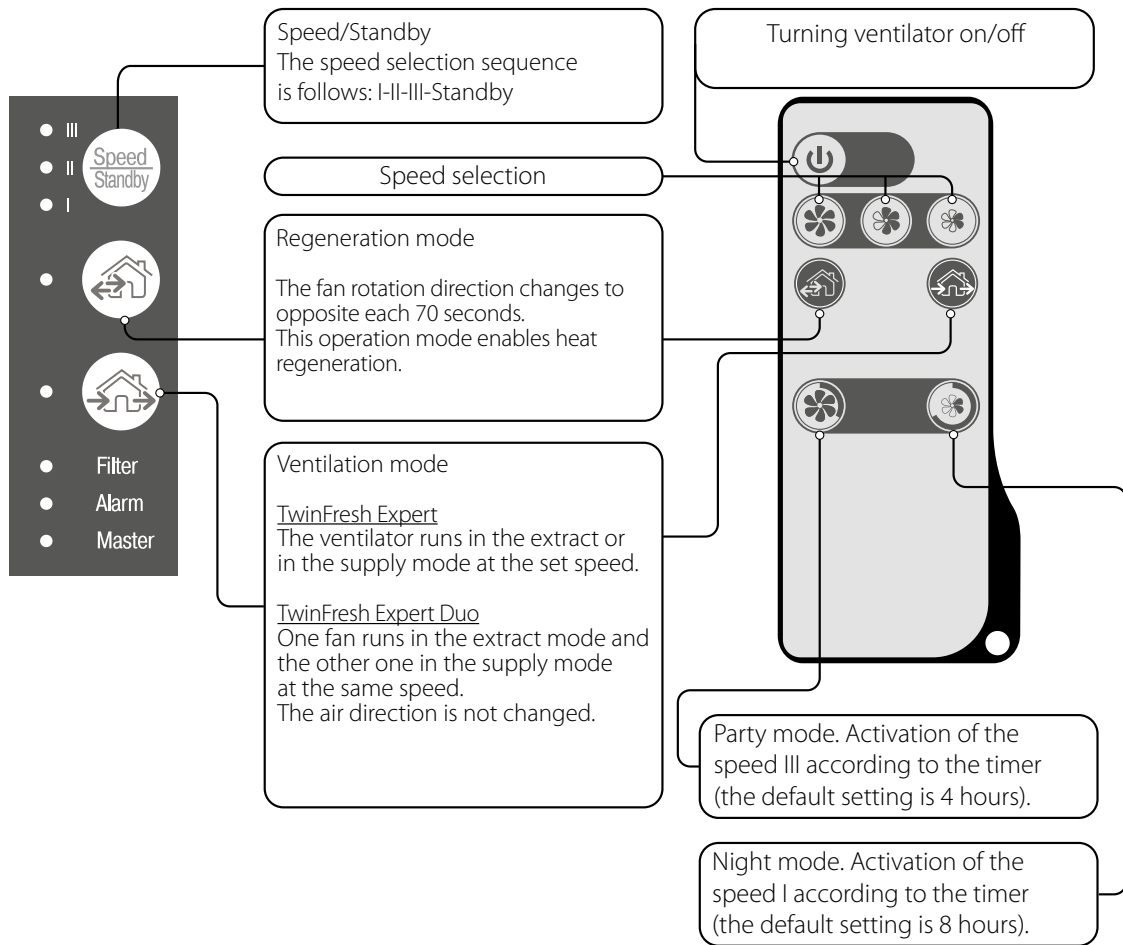 Speed/Standby
The speed selection sequence
is follows: I-II-III-Standby
Turning ventilator on/off
III
II
I
Speed
Standby
Speed selection
Regeneration mode
The fan rotation direction changes to
opposite each 70 seconds.
This operation mode enables heat
regeneration.
Filter
Alarm
Master
Ventilation mode
TwinFresh Expert
The ventilator runs in the extract or
in the supply mode at the set speed.
TwinFresh Expert Duo
One fan runs in the extract mode and
the other one in the supply mode
at the same speed.
The air direction is not changed.
Party mode. Activation of the
speed III according to the timer
(the default setting is 4 hours).
Night mode. Activation of the
speed I according to the timer
(the default setting is 8 hours).